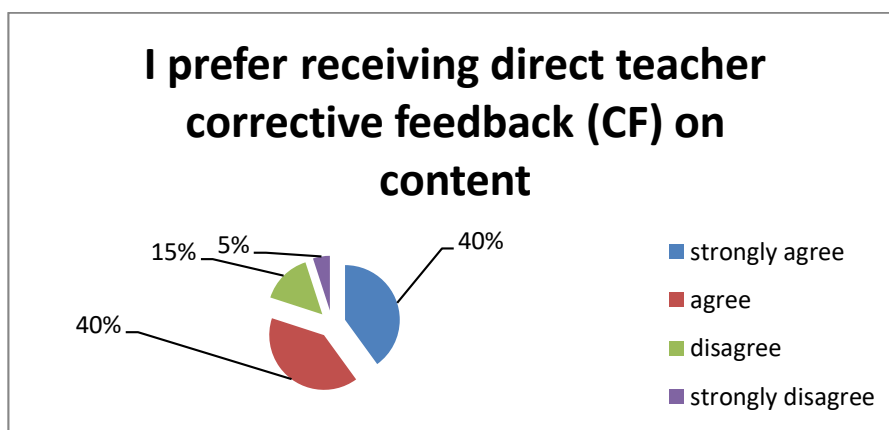 I prefer receiving direct teacher
corrective feedback (CF) on
content
5%
40%
15%
40%
strongly agree
agree
disagree
strongly disagree